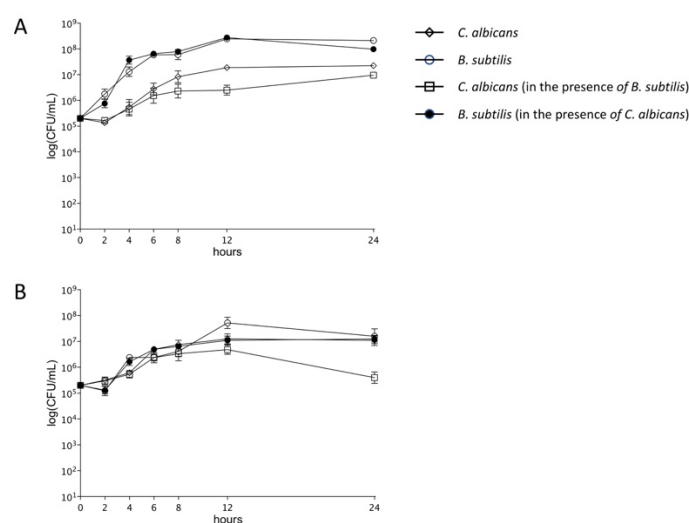 A
10⁹
10⁸
10⁷
10⁶
10⁵
10⁴
10³
10²
10¹
log(CFU/mL)
0 2 4 6 8 12 24
hours
C. albicans
B. subtilis
C. albicans (in the presence of B. subtilis)
B. subtilis (in the presence of C. albicans)
B
10⁹
10⁸
10⁷
10⁶
10⁵
10⁴
10³
10²
10¹
log(CFU/mL)
0 2 4 6 8 12 24
hours